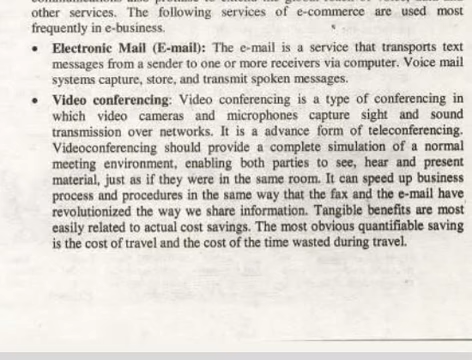 other services. The following services of e-commerce are used most
frequently in e-business.
• Electronic Mail (E-mail): The e-mail is a service that transports text
messages from a sender to one or more receivers via computer. Voice mail
systems capture, store, and transmit spoken messages.
• Video conferencing: Video conferencing is a type of conferencing in
which video cameras and microphones capture sight and sound
transmission over networks. It is a advance form of teleconferencing.
Videoconferencing should provide a complete simulation of a normal
meeting environment, enabling both parties to see, hear and present
material, just as if they were in the same room. It can speed up business
process and procedures in the same way that the fax and the e-mail have
revolutionized the way we share information. Tangible benefits are most
easily related to actual cost savings. The most obvious quantifiable saving
is the cost of travel and the cost of the time wasted during travel.